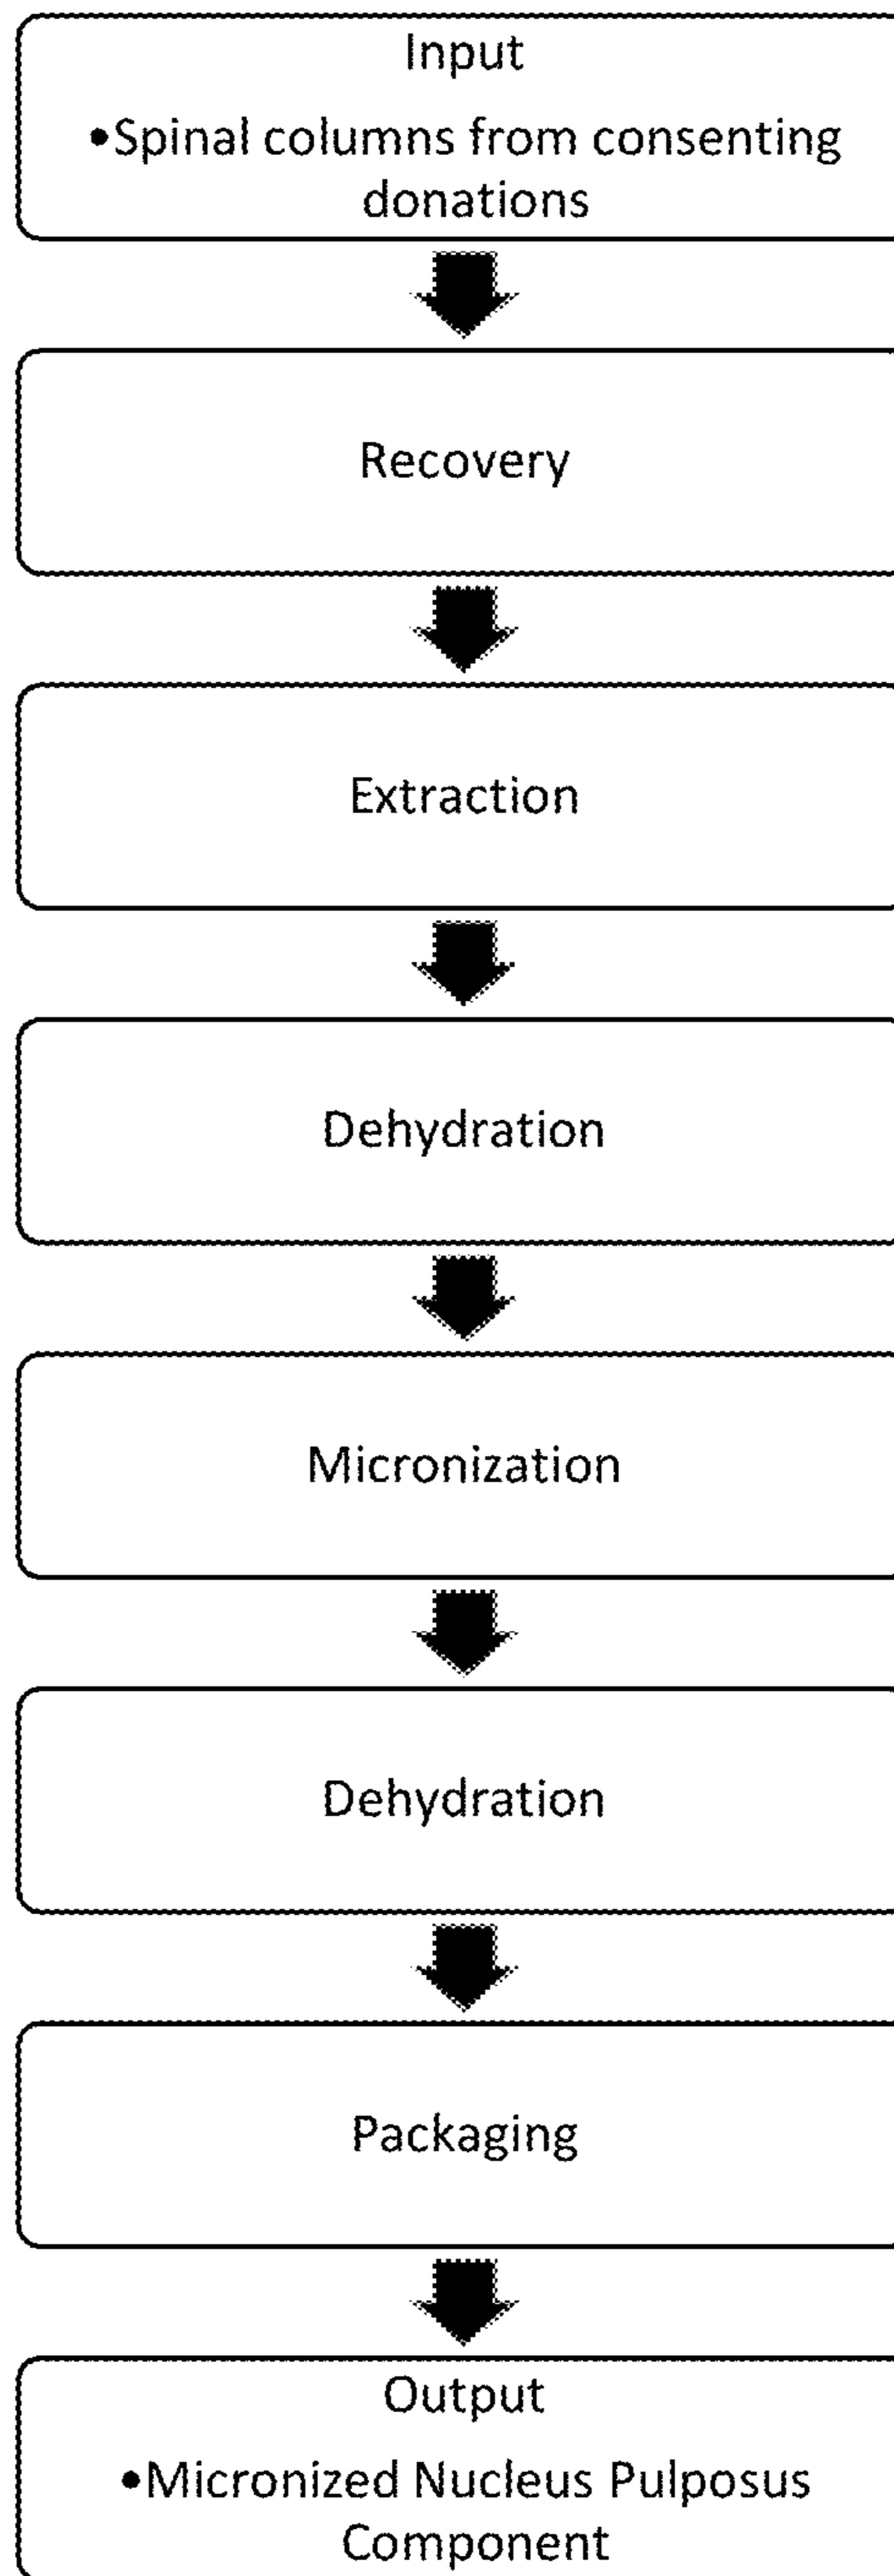 Input
•Spinal columns from consenting
donations
Recovery
Extraction
Dehydration
Micronization
Dehydration
Packaging
Output
•Micronized Nucleus Pulposus
Component